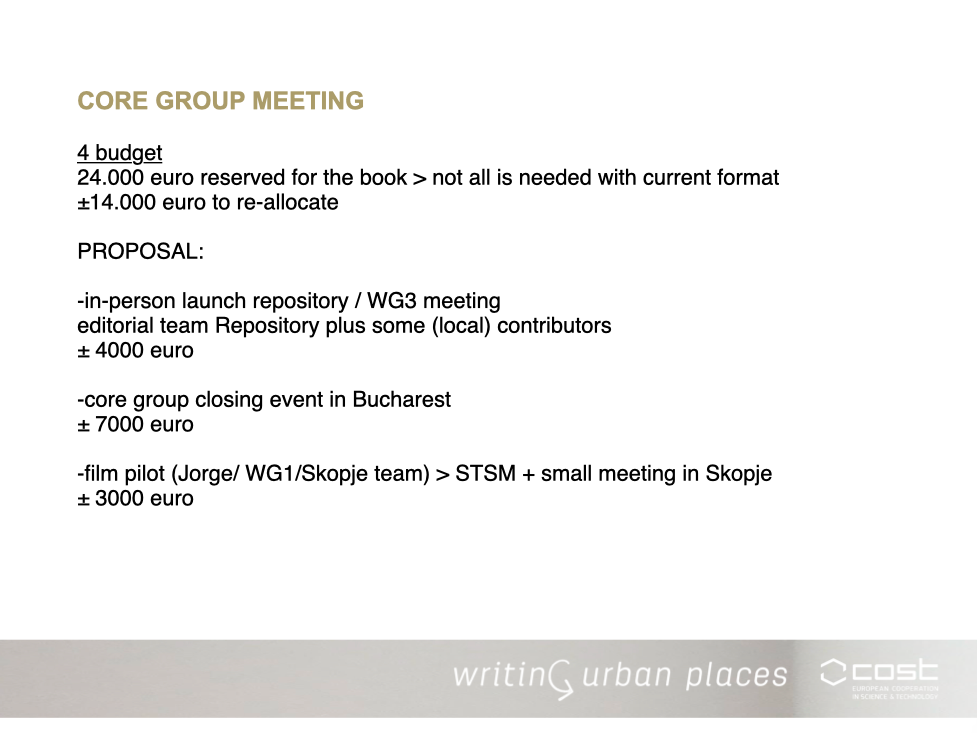 CORE GROUP MEETING
4 budget
24.000 euro reserved for the book > not all is needed with current format
±14.000 euro to re-allocate
PROPOSAL:
-in-person launch repository / WG3 meeting
editorial team Repository plus some (local) contributors
± 4000 euro
-core group closing event in Bucharest
± 7000 euro
-film pilot (Jorge/ WG1/Skopje team) > STSM + small meeting in Skopje
± 3000 euro
writing urban places
cost
EUROPEAN COOPERATION
IN SCIENCE & TECHNOLOGY